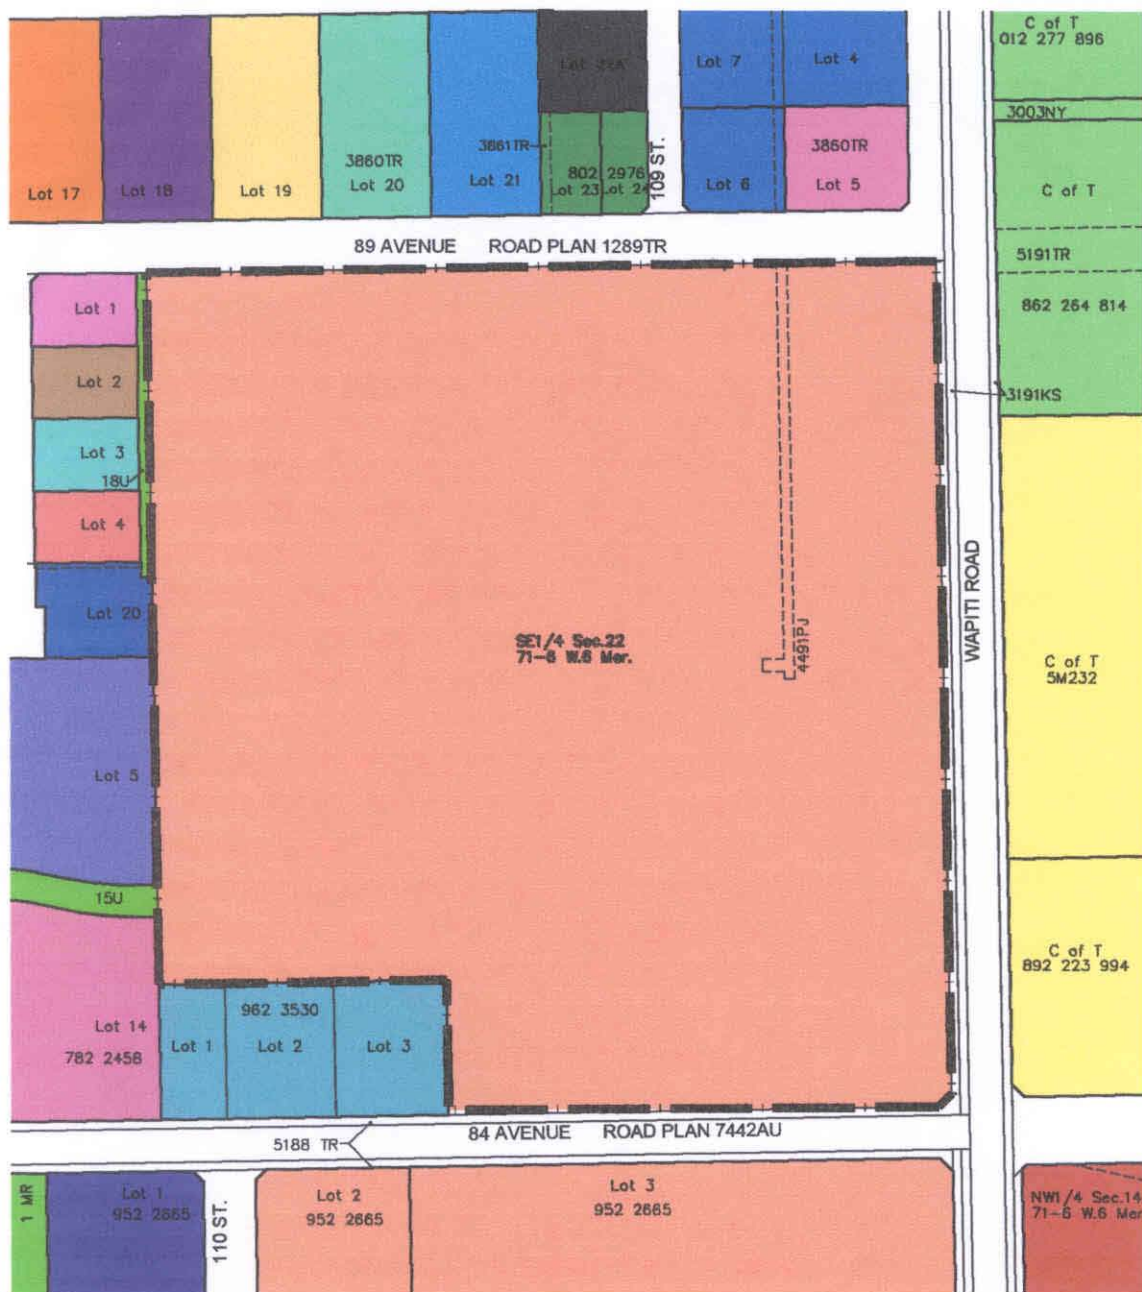 C of T
012 277 896
Lot 7
Lot 4
Lot 21A
3003NY
3860TR
3861TR
3860TR
Lot 17
Lot 18
Lot 19
Lot 20
Lot 21
802 2976
Lot 23
Lot 24
109 ST.
Lot 6
Lot 5
C of T
89 AVENUE ROAD PLAN 1289TR
5191TR
862 264 814
Lot 1
Lot 2
3191KS
Lot 3
18U
Lot 4
Lot 20
SE1/4 Sec.22
71-6 W.6 Mer.
4491PJ
WAPITI ROAD
C of T
5M232
Lot 5
15U
C of T
892 223 994
Lot 14
782 2458
962 3530
Lot 1
Lot 2
Lot 3
84 AVENUE ROAD PLAN 7442AU
5188 TR
1 MR
Lot 1
952 2665
110 ST.
Lot 2
952 2665
Lot 3
952 2665
NW1/4 Sec.14
71-6 W.6 Mer